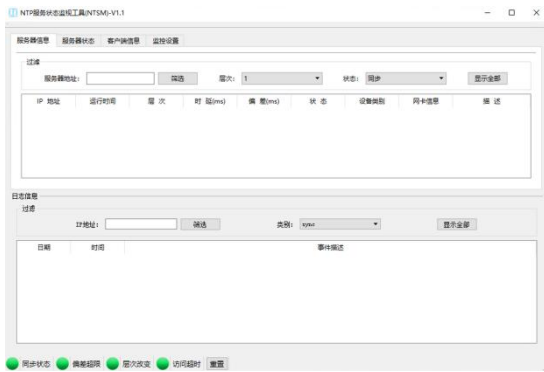 NTP服务状态监视工具(NTSM)-V1.1
服务器信息 服务器状态 客户端信息 监控设置
过滤
服务器地址: 筛选 层次: 1 状态: 同步 显示全部
IP 地址 运行时间 层 次 时 延(ms) 偏 差(ms) 状 态 设备类别 网卡信息 描 述
日志信息
过滤
IP地址: 筛选 类别: sync 显示全部
日期 时间 事件描述
同步状态 偏差超限 层次改变 访问超时 重置